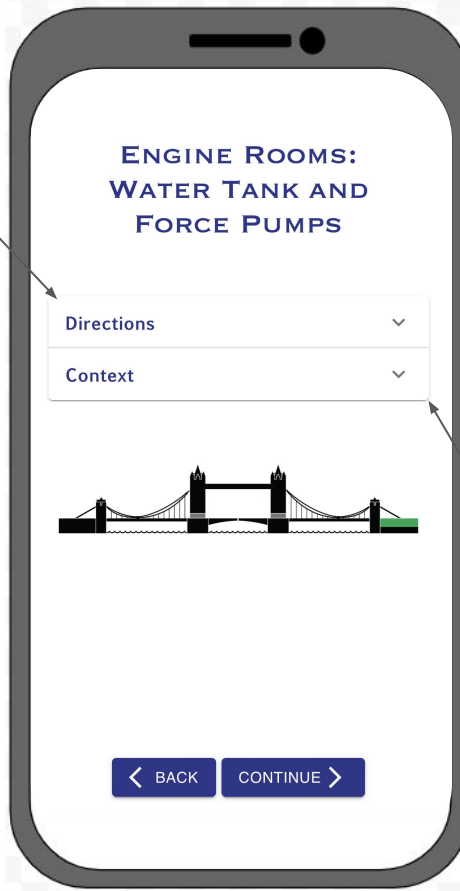 ENGINE ROOMS:
WATER TANK AND
FORCE PUMPS
Directions
Context
BACK
CONTINUE